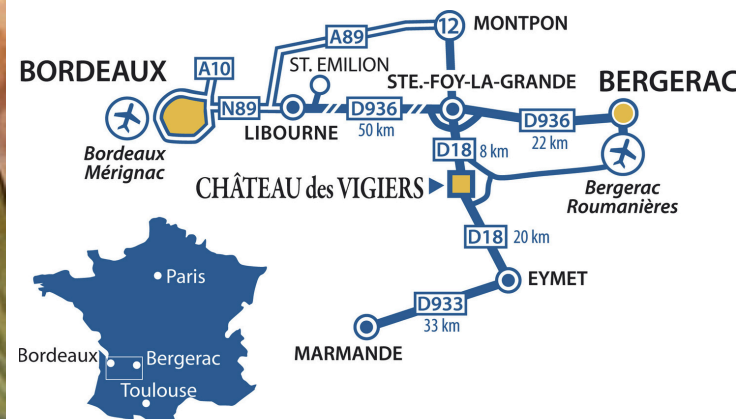 MONTPON
12
A89
A10
BORDEAUX
ST. EMILION
STE.-FOY-LA-GRANDE
BERGERAC
N89
D936
50 km
LIBOURNE
D936
22 km
Bordeaux
Mérignac
D18 8 km
CHÂTEAU des VIGIERS
Bergerac
Roumanières
D18 20 km
EYMET
D933
33 km
MARMANDE
Paris
Bordeaux
Bergerac
Toulouse